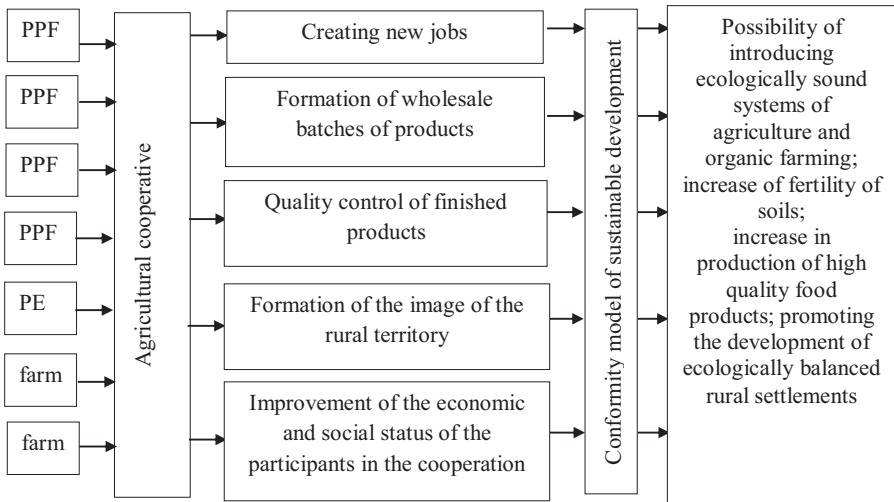 PPF
PPF
PPF
PPF
PE
farm
farm
Agricultural cooperative
Creating new jobs
Formation of wholesale
batches of products
Quality control of finished
products
Formation of the image of the
rural territory
Improvement of the economic
and social status of the
participants in the cooperation
Conformity model of sustainable development
Possibility of
introducing
ecologically sound
systems of
agriculture and
organic farming;
increase of fertility of
soils;
increase in
production of high
quality food
products; promoting
the development of
ecologically balanced
rural settlements